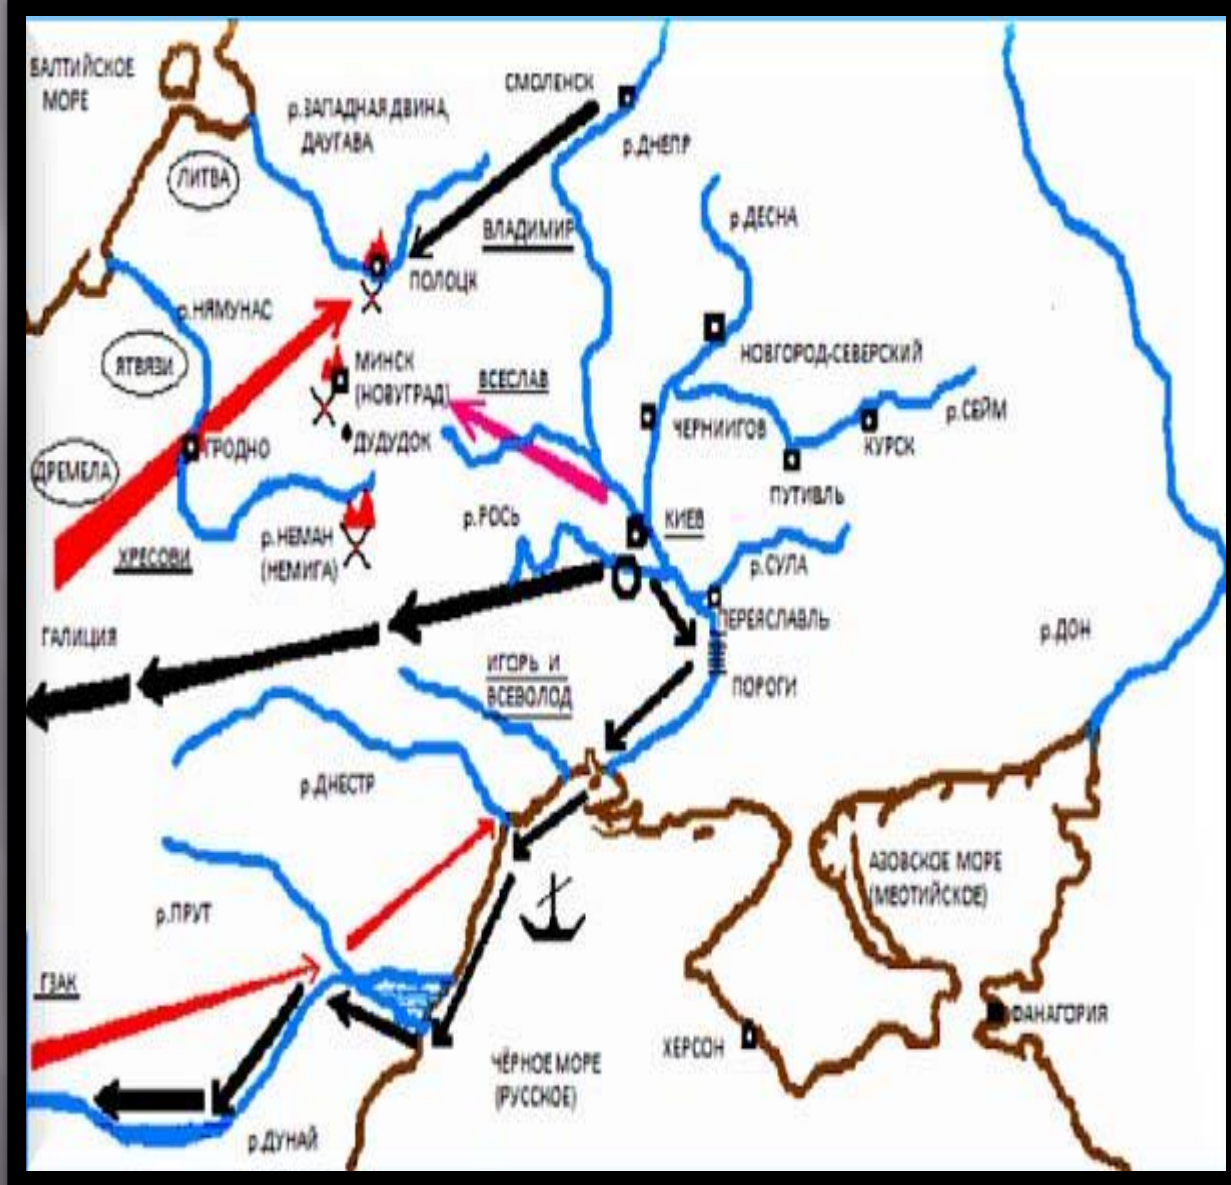 БАЛТИЙСКОЕ
МОРЕ
СМОЛЕНСК
р.ЗАПАДНАЯ ДВИНА,
ДАУГАВА
р.ДНЕПР
ЛИТВА
ВЛАДИМИР
р.ДЕСНА
ПОЛОЦК
р.НЯМУНАС
ЯТВЯЗИ
МИНСК
(НОВУГРАД)
ВСЕСЛАВ
НОВГОРОД-СЕВЕРСКИЙ
р.СЕЙМ
ЧЕРНИИГОВ
КУРСК
ДУДУДОК
ГРОДНО
ДРЕМЕЛА
ПУТИВЛЬ
р.РОСЬ
КИЕВ
р.НЕМАН
(НЕМИГА)
ХРЕСОВИ
р.СУЛА
ПЕРЕЯСЛАВЛЬ
ГАЛИЦИЯ
р.ДОН
ИГОРЬ И
ВСЕВОЛОД
ПОРОГИ
р.ДНЕСТР
АЗОВСКОЕ МОРЕ
(МЕОТИЙСКОЕ)
р.ПРУТ
ГЗАК
ФАНАГОРИЯ
ХЕРСОН
ЧЁРНОЕ МОРЕ
(РУССКОЕ)
р.ДУНАЙ